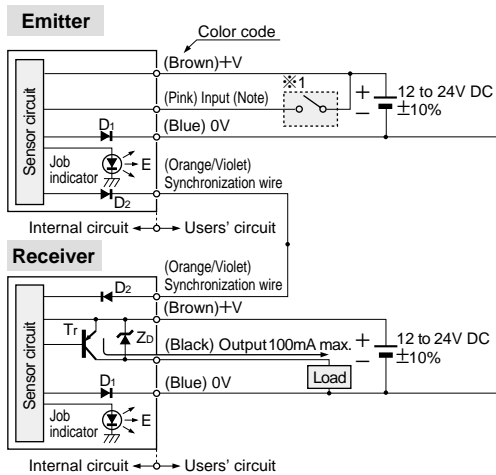 Emitter
Color code
(Brown)+V
※1
(Pink) Input (Note)
+
−
12 to 24V DC
±10%
Sensor circuit
D1
(Blue) 0V
Job
indicator
E
(Orange/Violet)
Synchronization wire
D2
Internal circuit
Users' circuit
Receiver
(Orange/Violet)
Synchronization wire
D2
(Brown)+V
Sensor circuit
Tr
ZD
(Black) Output 100mA max.
+
−
12 to 24V DC
±10%
Load
D1
(Blue) 0V
Job
indicator
E
Internal circuit
Users' circuit